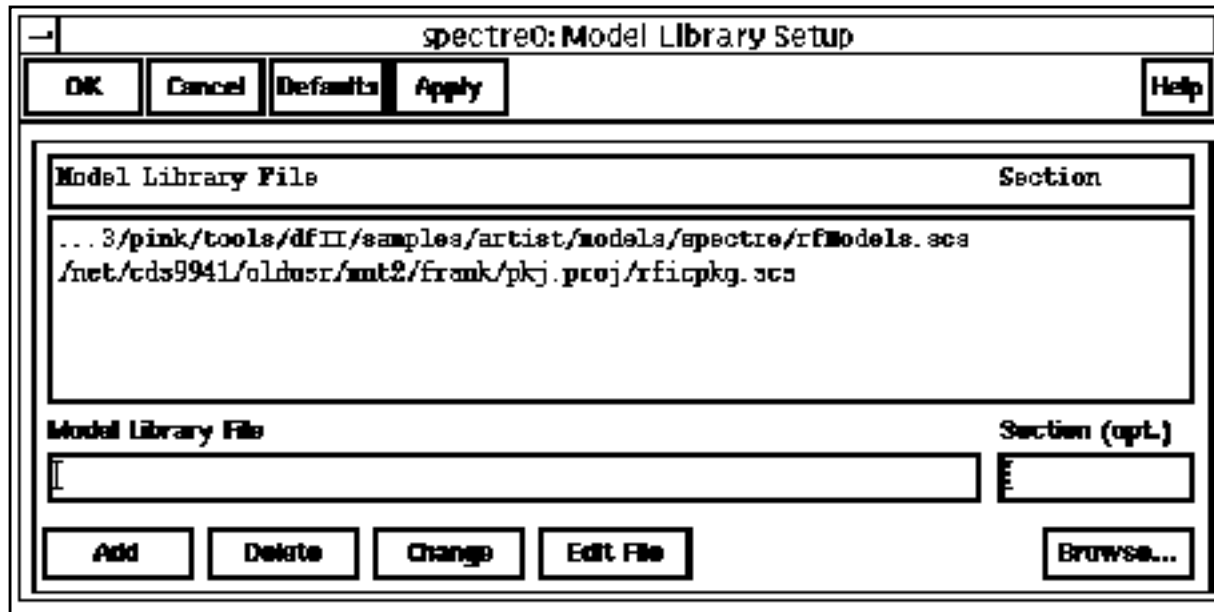 spectre0: Model Library Setup
OK Cancel Defaults Apply Help
Model Library File Section
...3/pink/tools/dfII/samples/artist/models/spectre/rfModels.scs
/net/cds9941/oldusr/mnt2/frank/pkj.proj/rficpkg.scs
Model Library File Section (opt.)
Add Delete Change Edit File Browse...